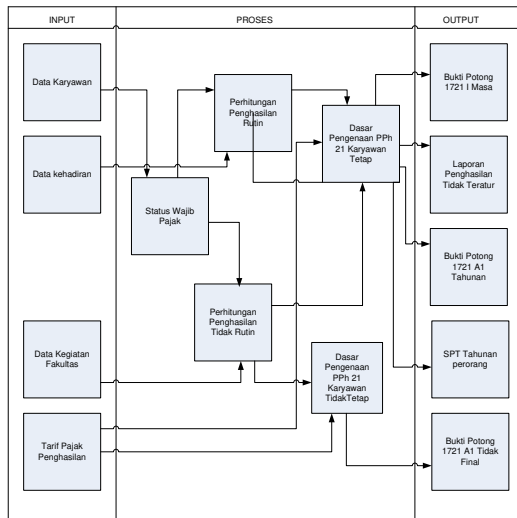 INPUT
PROSES
OUTPUT
Data Karyawan
Data kehadiran
Data Kegiatan
Fakultas
Tarif Pajak
Penghasilan
Perhitungan
Penghasilan
Rutin
Status Wajib
Pajak
Perhitungan
Penghasilan
Tidak Rutin
Dasar
Pengenaan PPh
21 Karyawan
Tetap
Dasar
Pengenaan
PPh 21
Karyawan
TidakTetap
Bukti Potong
1721 I Masa
Laporan
Penghasilan
Tidak Teratur
Bukti Potong
1721 A1
Tahunan
SPT Tahunan
perorang
Bukti Potong
1721 A1 Tidak
Final